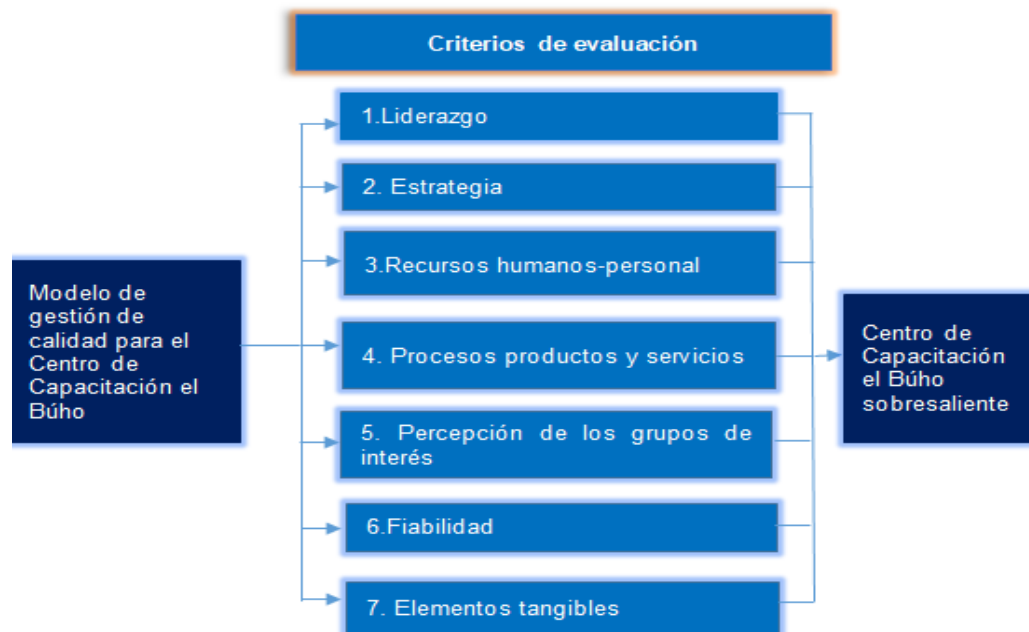 Criterios de evaluación
Modelo de
gestión de
calidad para el
Centro de
Capacitación el
Búho
1.Liderazgo
2. Estrategia
3.Recursos humanos-personal
4. Procesos productos y servicios
5. Percepción de los grupos de
interés
6.Fiabilidad
7. Elementos tangibles
Centro de
Capacitación
el Búho
sobresaliente